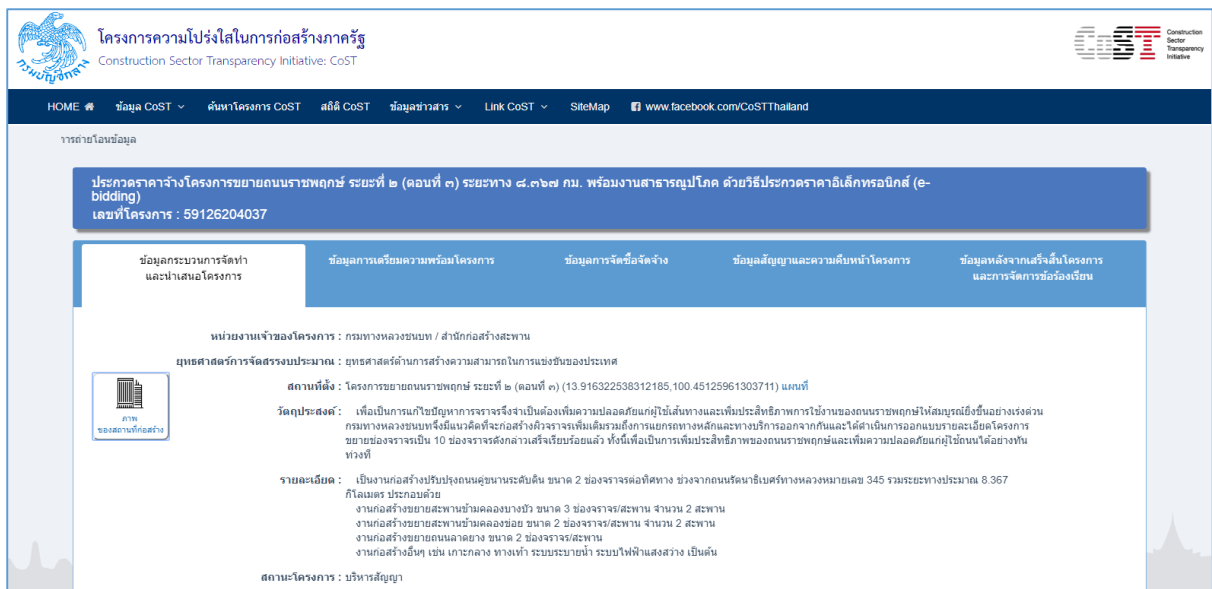 โครงการความโปร่งใสในการก่อสร้างภาครัฐ
Construction Sector Transparency Initiative: CoST
กรมบัญชีกลาง
CoST
Construction
Sector
Transparency
Initiative
HOME ข้อมูล CoST ค้นหาโครงการ CoST สถิติ CoST ข้อมูลข่าวสาร Link CoST SiteMap www.facebook.com/CoSTThailand
ารถ่ายโอนข้อมูล
ประกวดราคาจ้างโครงการขยายถนนราชพฤกษ์ ระยะที่ ๒ (ตอนที่ ๓) ระยะทาง ๘.๓๖๗ กม. พร้อมงานสาธารณูปโภค ด้วยวิธีประกวดราคาอิเล็กทรอนิกส์ (e-
bidding)
เลขที่โครงการ : 59126204037
ข้อมูลกระบวนการจัดทำ
และนำเสนอโครงการ
ข้อมูลการเตรียมความพร้อมโครงการ
ข้อมูลการจัดซื้อจัดจ้าง
ข้อมูลสัญญาและความคืบหน้าโครงการ
ข้อมูลหลังจากเสร็จสิ้นโครงการ
และการจัดการข้อร้องเรียน
ภาพ
ของสถานที่ก่อสร้าง
หน่วยงานเจ้าของโครงการ : กรมทางหลวงชนบท / สำนักก่อสร้างสะพาน
ยุทธศาสตร์การจัดสรรงบประมาณ : ยุทธศาสตร์ด้านการสร้างความสามารถในการแข่งขันของประเทศ
สถานที่ตั้ง : โครงการขยายถนนราชพฤกษ์ ระยะที่ ๒ (ตอนที่ ๓) (13.916322538312185,100.45125961303711) แผนที่
วัตถุประสงค์ : เพื่อเป็นการแก้ไขปัญหาการจราจรจึงจำเป็นต้องเพิ่มความปลอดภัยแก่ผู้ใช้เส้นทางและเพิ่มประสิทธิภาพการใช้งานของถนนราชพฤกษ์ให้สมบูรณ์ยิ่งขึ้นอย่างเร่งด่วน
กรมทางหลวงชนบทจึงมีแนวคิดที่จะก่อสร้างผิวจราจรเพิ่มเติมรวมถึงการแยกรถทางหลักและทางบริการออกจากกันและได้ดำเนินการออกแบบรายละเอียดโครงการ
ขยายช่องจราจรเป็น 10 ช่องจราจรดังกล่าวเสร็จเรียบร้อยแล้ว ทั้งนี้เพื่อเป็นการเพิ่มประสิทธิภาพของถนนราชพฤกษ์และเพิ่มความปลอดภัยแก่ผู้ใช้ถนนได้อย่างทัน
ท่วงที
รายละเอียด : เป็นงานก่อสร้างปรับปรุงถนนคู่ขนานระดับดิน ขนาด 2 ช่องจราจรต่อทิศทาง ช่วงจากถนนรัตนาธิเบศร์ทางหลวงหมายเลข 345 รวมระยะทางประมาณ 8.367
กิโลเมตร ประกอบด้วย
งานก่อสร้างขยายสะพานข้ามคลองบางบัว ขนาด 3 ช่องจราจร/สะพาน จำนวน 2 สะพาน
งานก่อสร้างขยายสะพานข้ามคลองข่อย ขนาด 2 ช่องจราจร/สะพาน จำนวน 2 สะพาน
งานก่อสร้างขยายถนนลาดยาง ขนาด 2 ช่องจราจร/สะพาน
งานก่อสร้างอื่นๆ เช่น เกาะกลาง ทางเท้า ระบบระบายน้ำ ระบบไฟฟ้าแสงสว่าง เป็นต้น
สถานะโครงการ : บริหารสัญญา